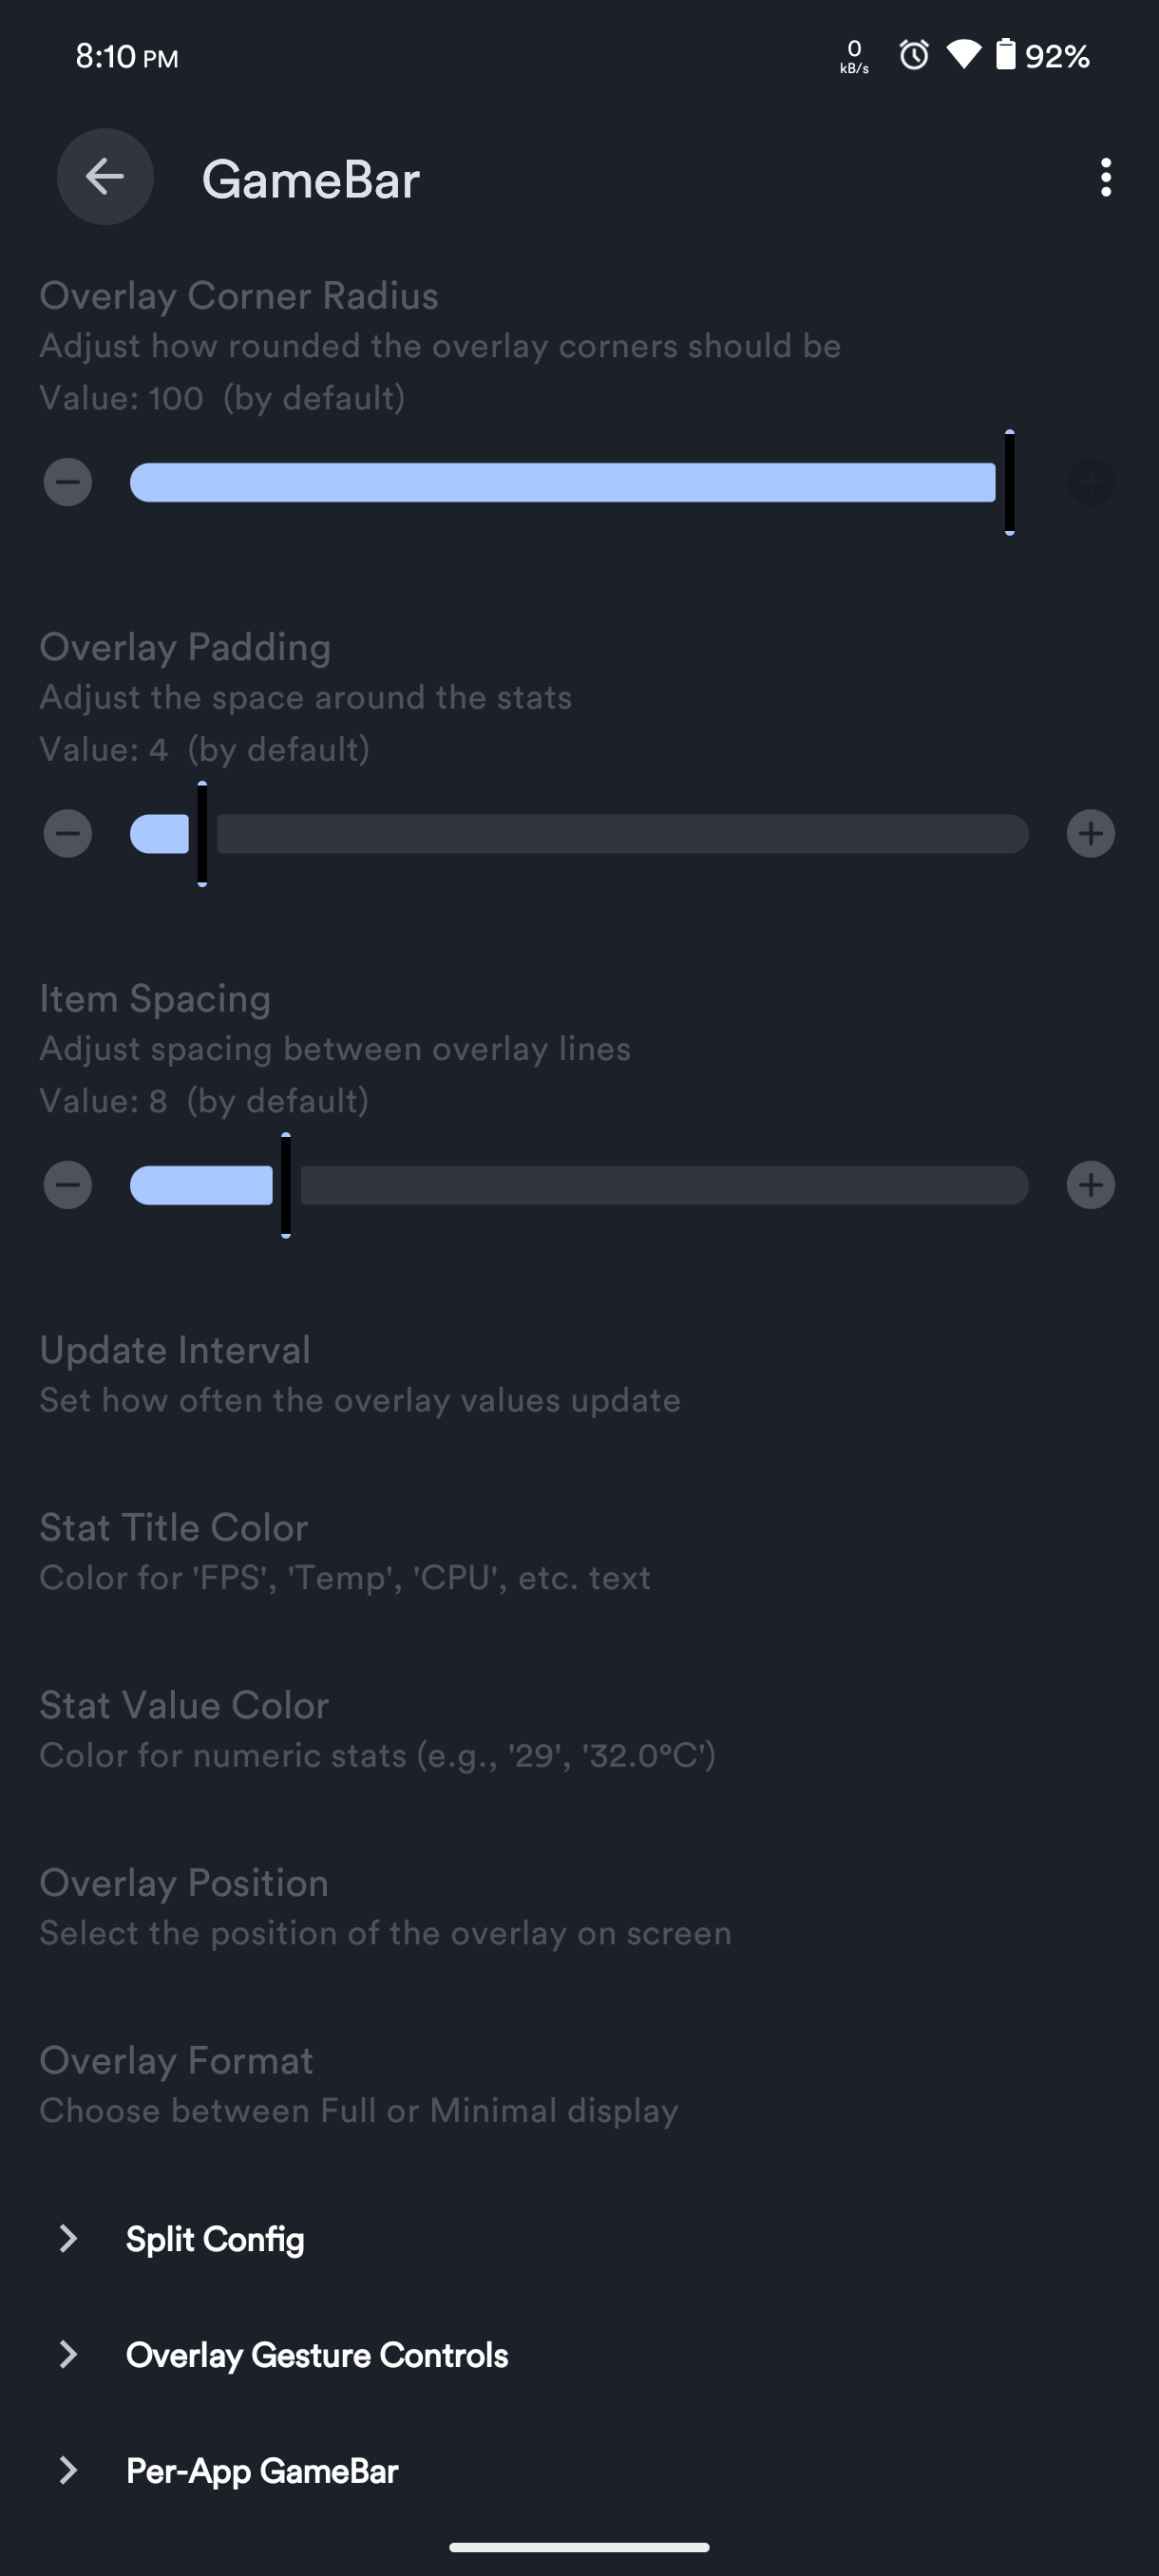 8:10 PM
0
kB/s
92%
GameBar
Overlay Corner Radius
Adjust how rounded the overlay corners should be
Value: 100 (by default)
Overlay Padding
Adjust the space around the stats
Value: 4 (by default)
Item Spacing
Adjust spacing between overlay lines
Value: 8 (by default)
Update Interval
Set how often the overlay values update
Stat Title Color
Color for 'FPS', 'Temp', 'CPU', etc. text
Stat Value Color
Color for numeric stats (e.g., '29', '32.0°C')
Overlay Position
Select the position of the overlay on screen
Overlay Format
Choose between Full or Minimal display
Split Config
Overlay Gesture Controls
Per-App GameBar